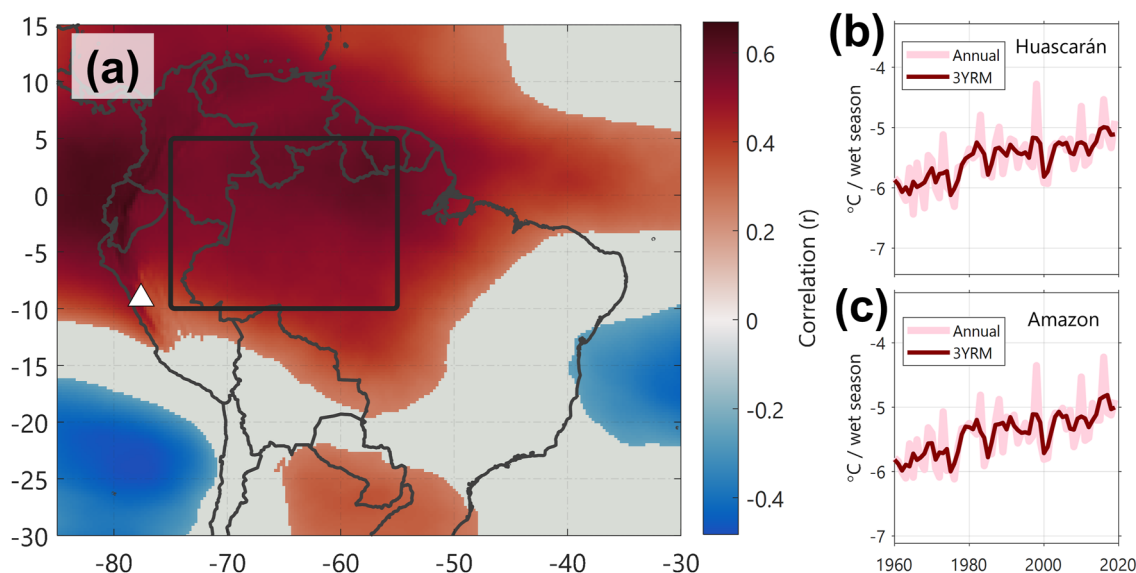 (a)
15
10
5
0
-5
-10
-15
-20
-25
-30
-80
-70
-60
-50
-40
-30
0.6
0.4
0.2
0
-0.2
-0.4
Correlation (r)
(b)
Huascarán
Annual
3YRM
-4
-5
-6
-7
°C / wet season
(c)
Amazon
Annual
3YRM
-4
-5
-6
-7
°C / wet season
1960
1980
2000
2020